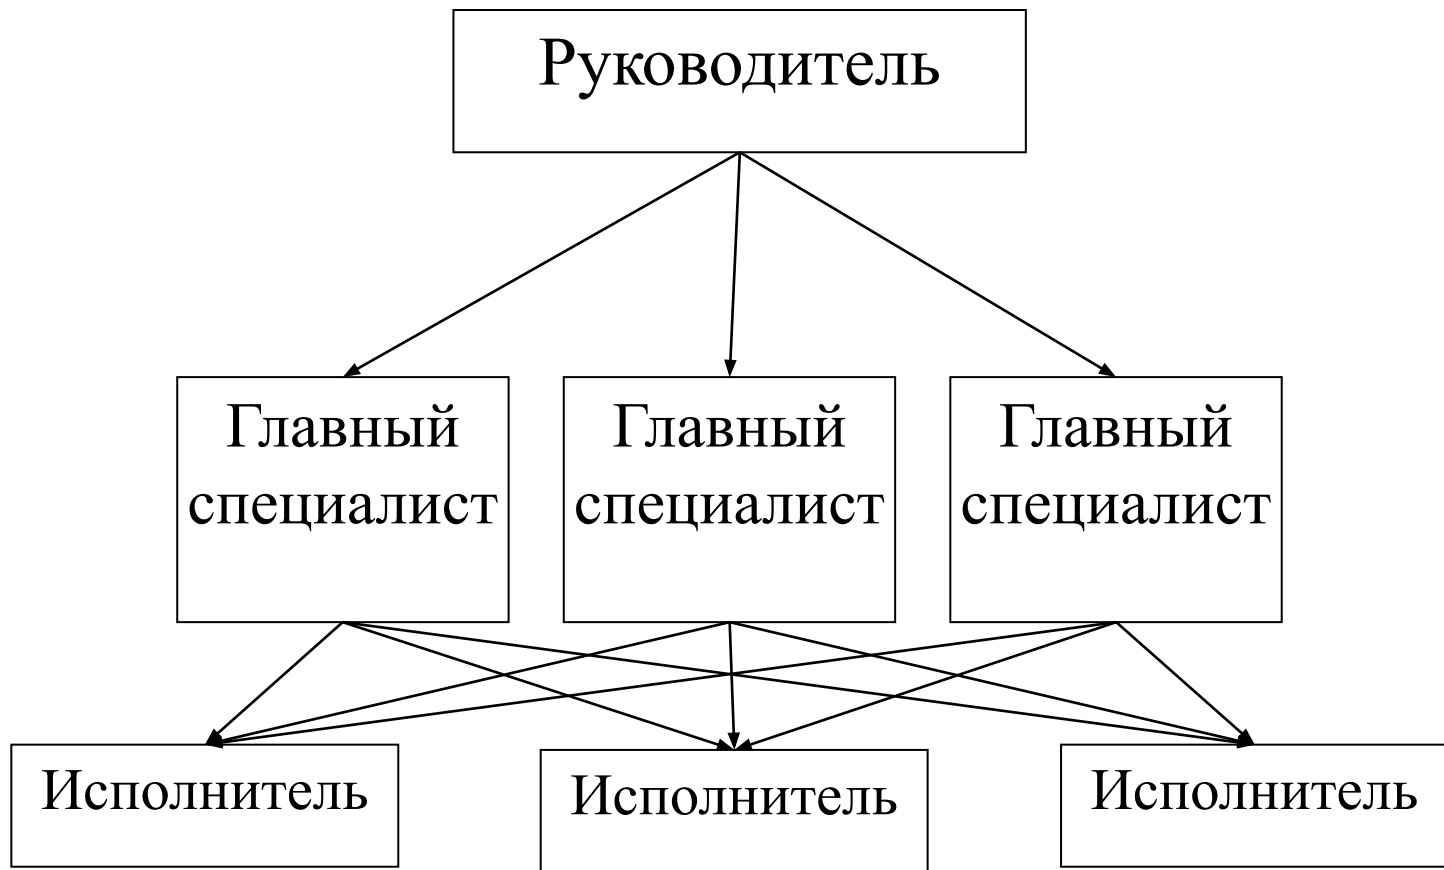 Руководитель
Главный
специалист
Главный
специалист
Главный
специалист
Исполнитель
Исполнитель
Исполнитель